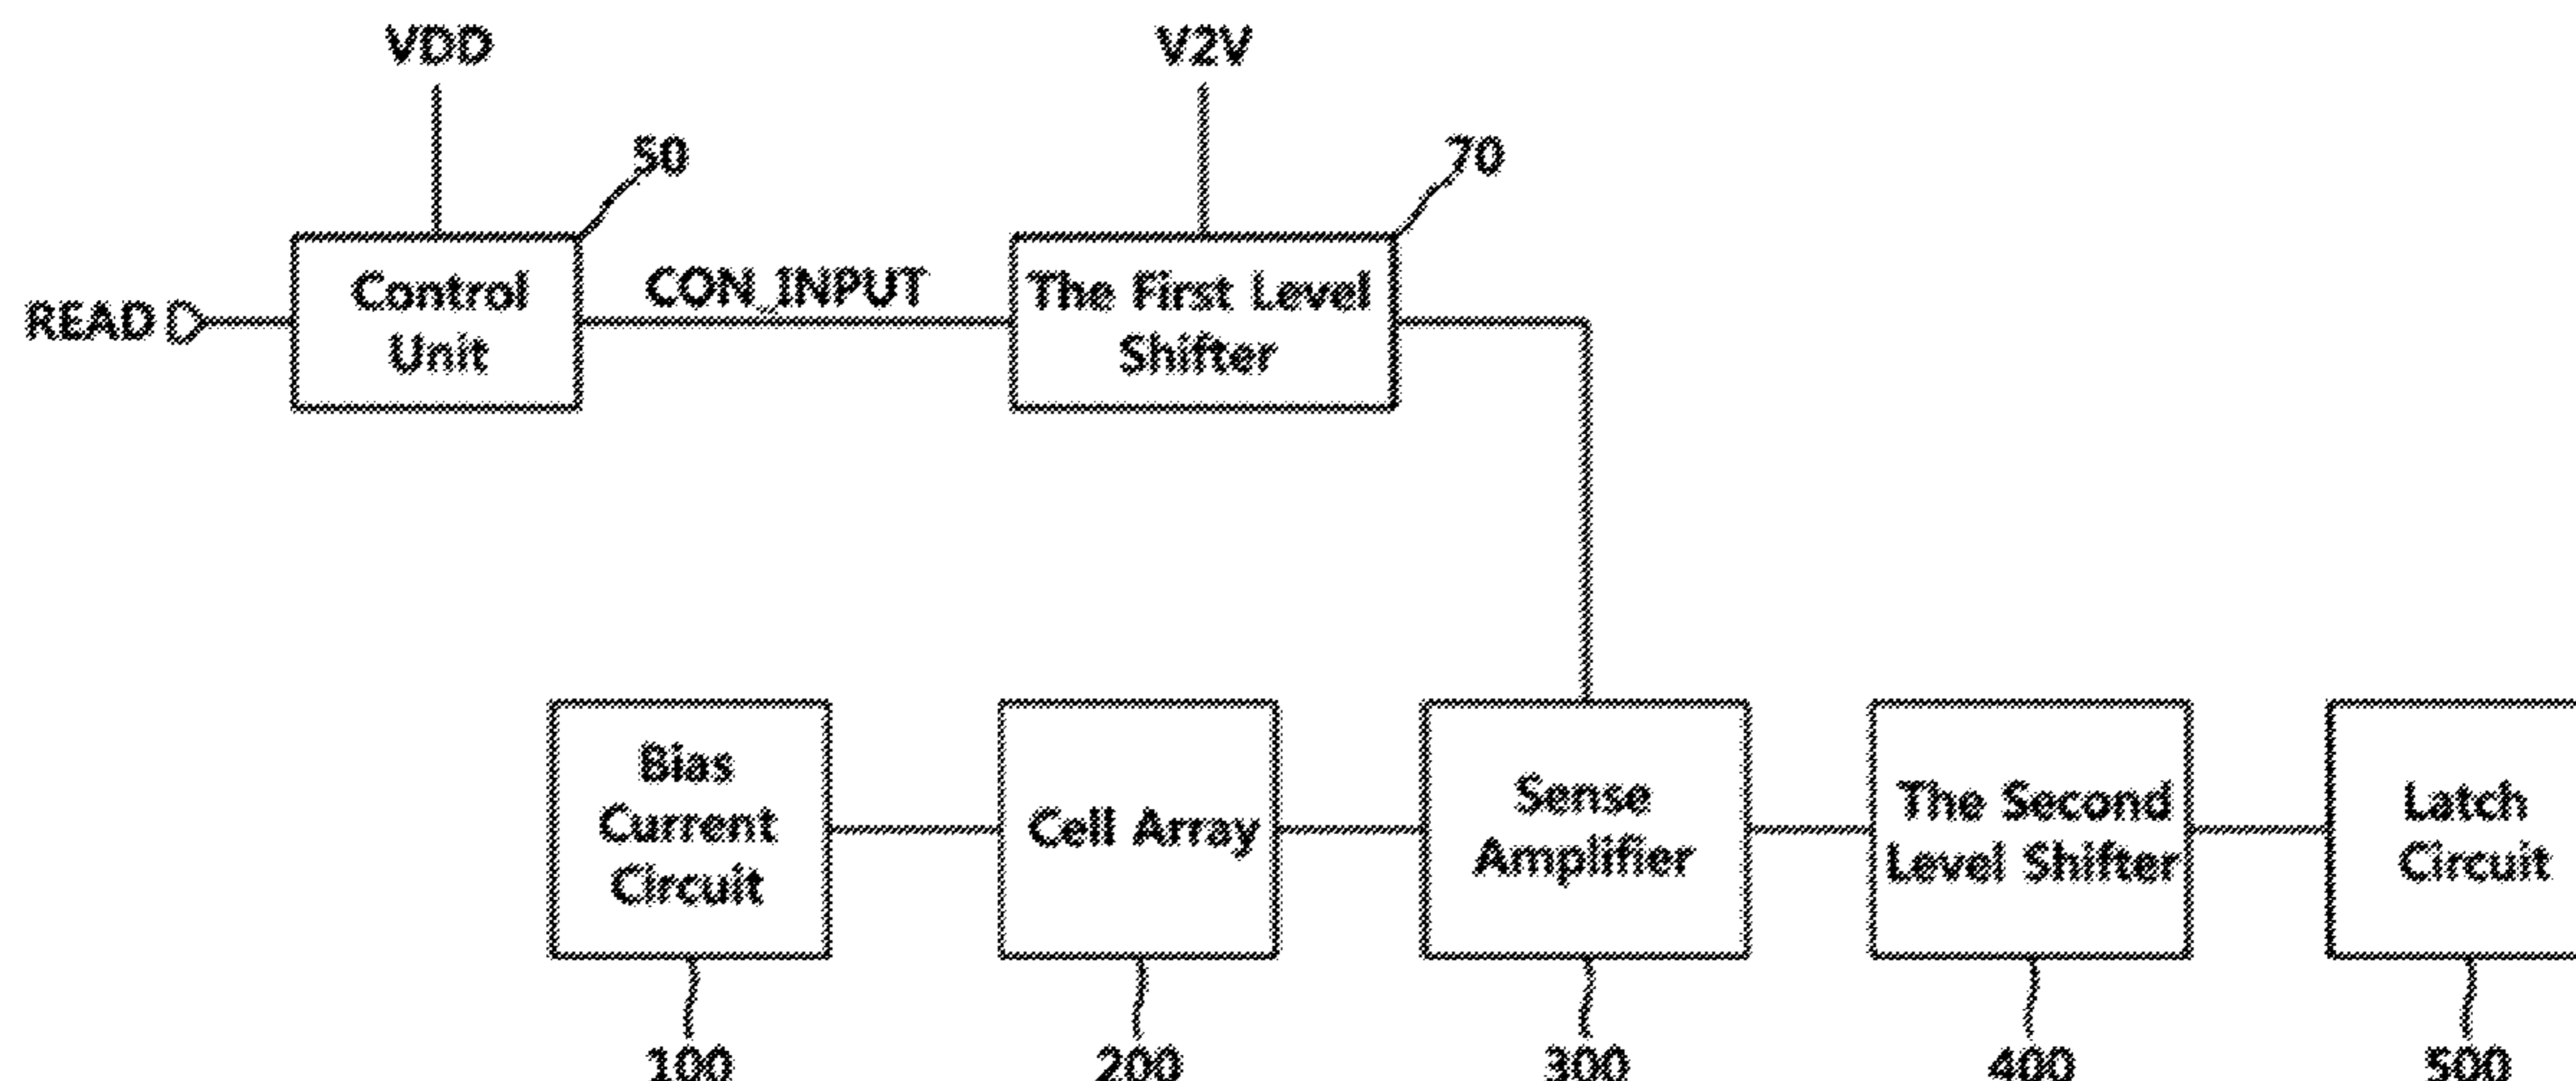 VDD
V2V
50
70
READ
Control
Unit
CON_INPUT
The First Level
Shifter
Bias
Current
Circuit
Cell Array
Sense
Amplifier
The Second
Level Shifter
Latch
Circuit
100
200
300
400
500